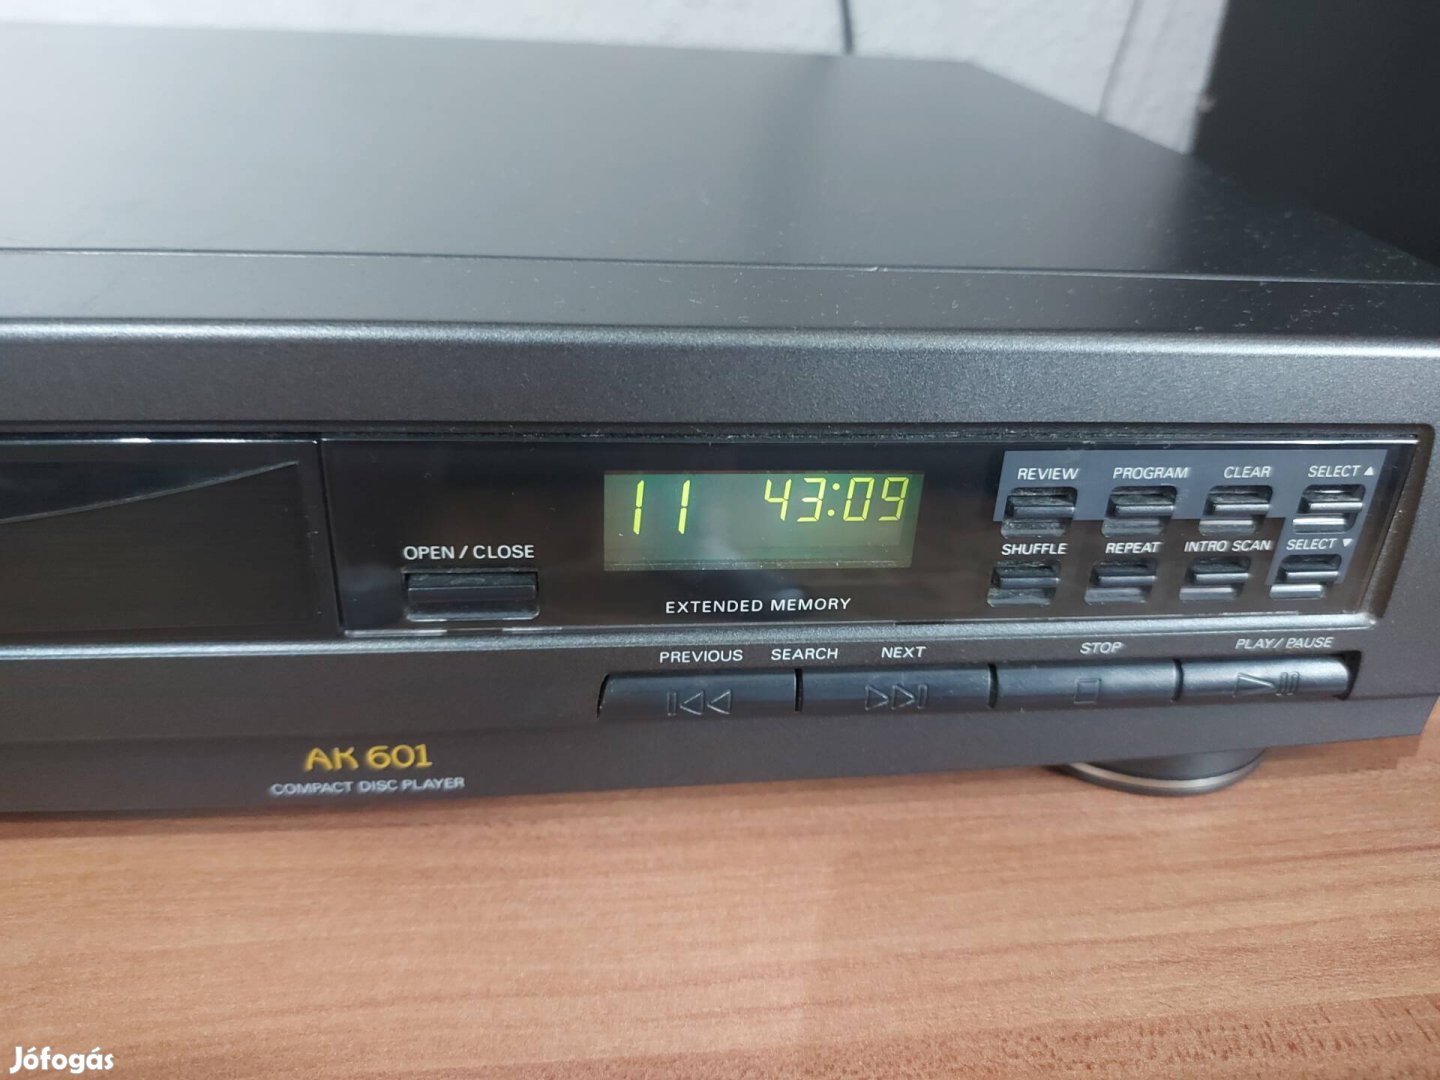 REVIEW PROGRAM CLEAR SELECT ▲
11 43:09
OPEN / CLOSE
SHUFFLE REPEAT INTRO SCAN SELECT ▼
EXTENDED MEMORY
PREVIOUS SEARCH NEXT STOP PLAY / PAUSE
AK 601
COMPACT DISC PLAYER
Jófogás